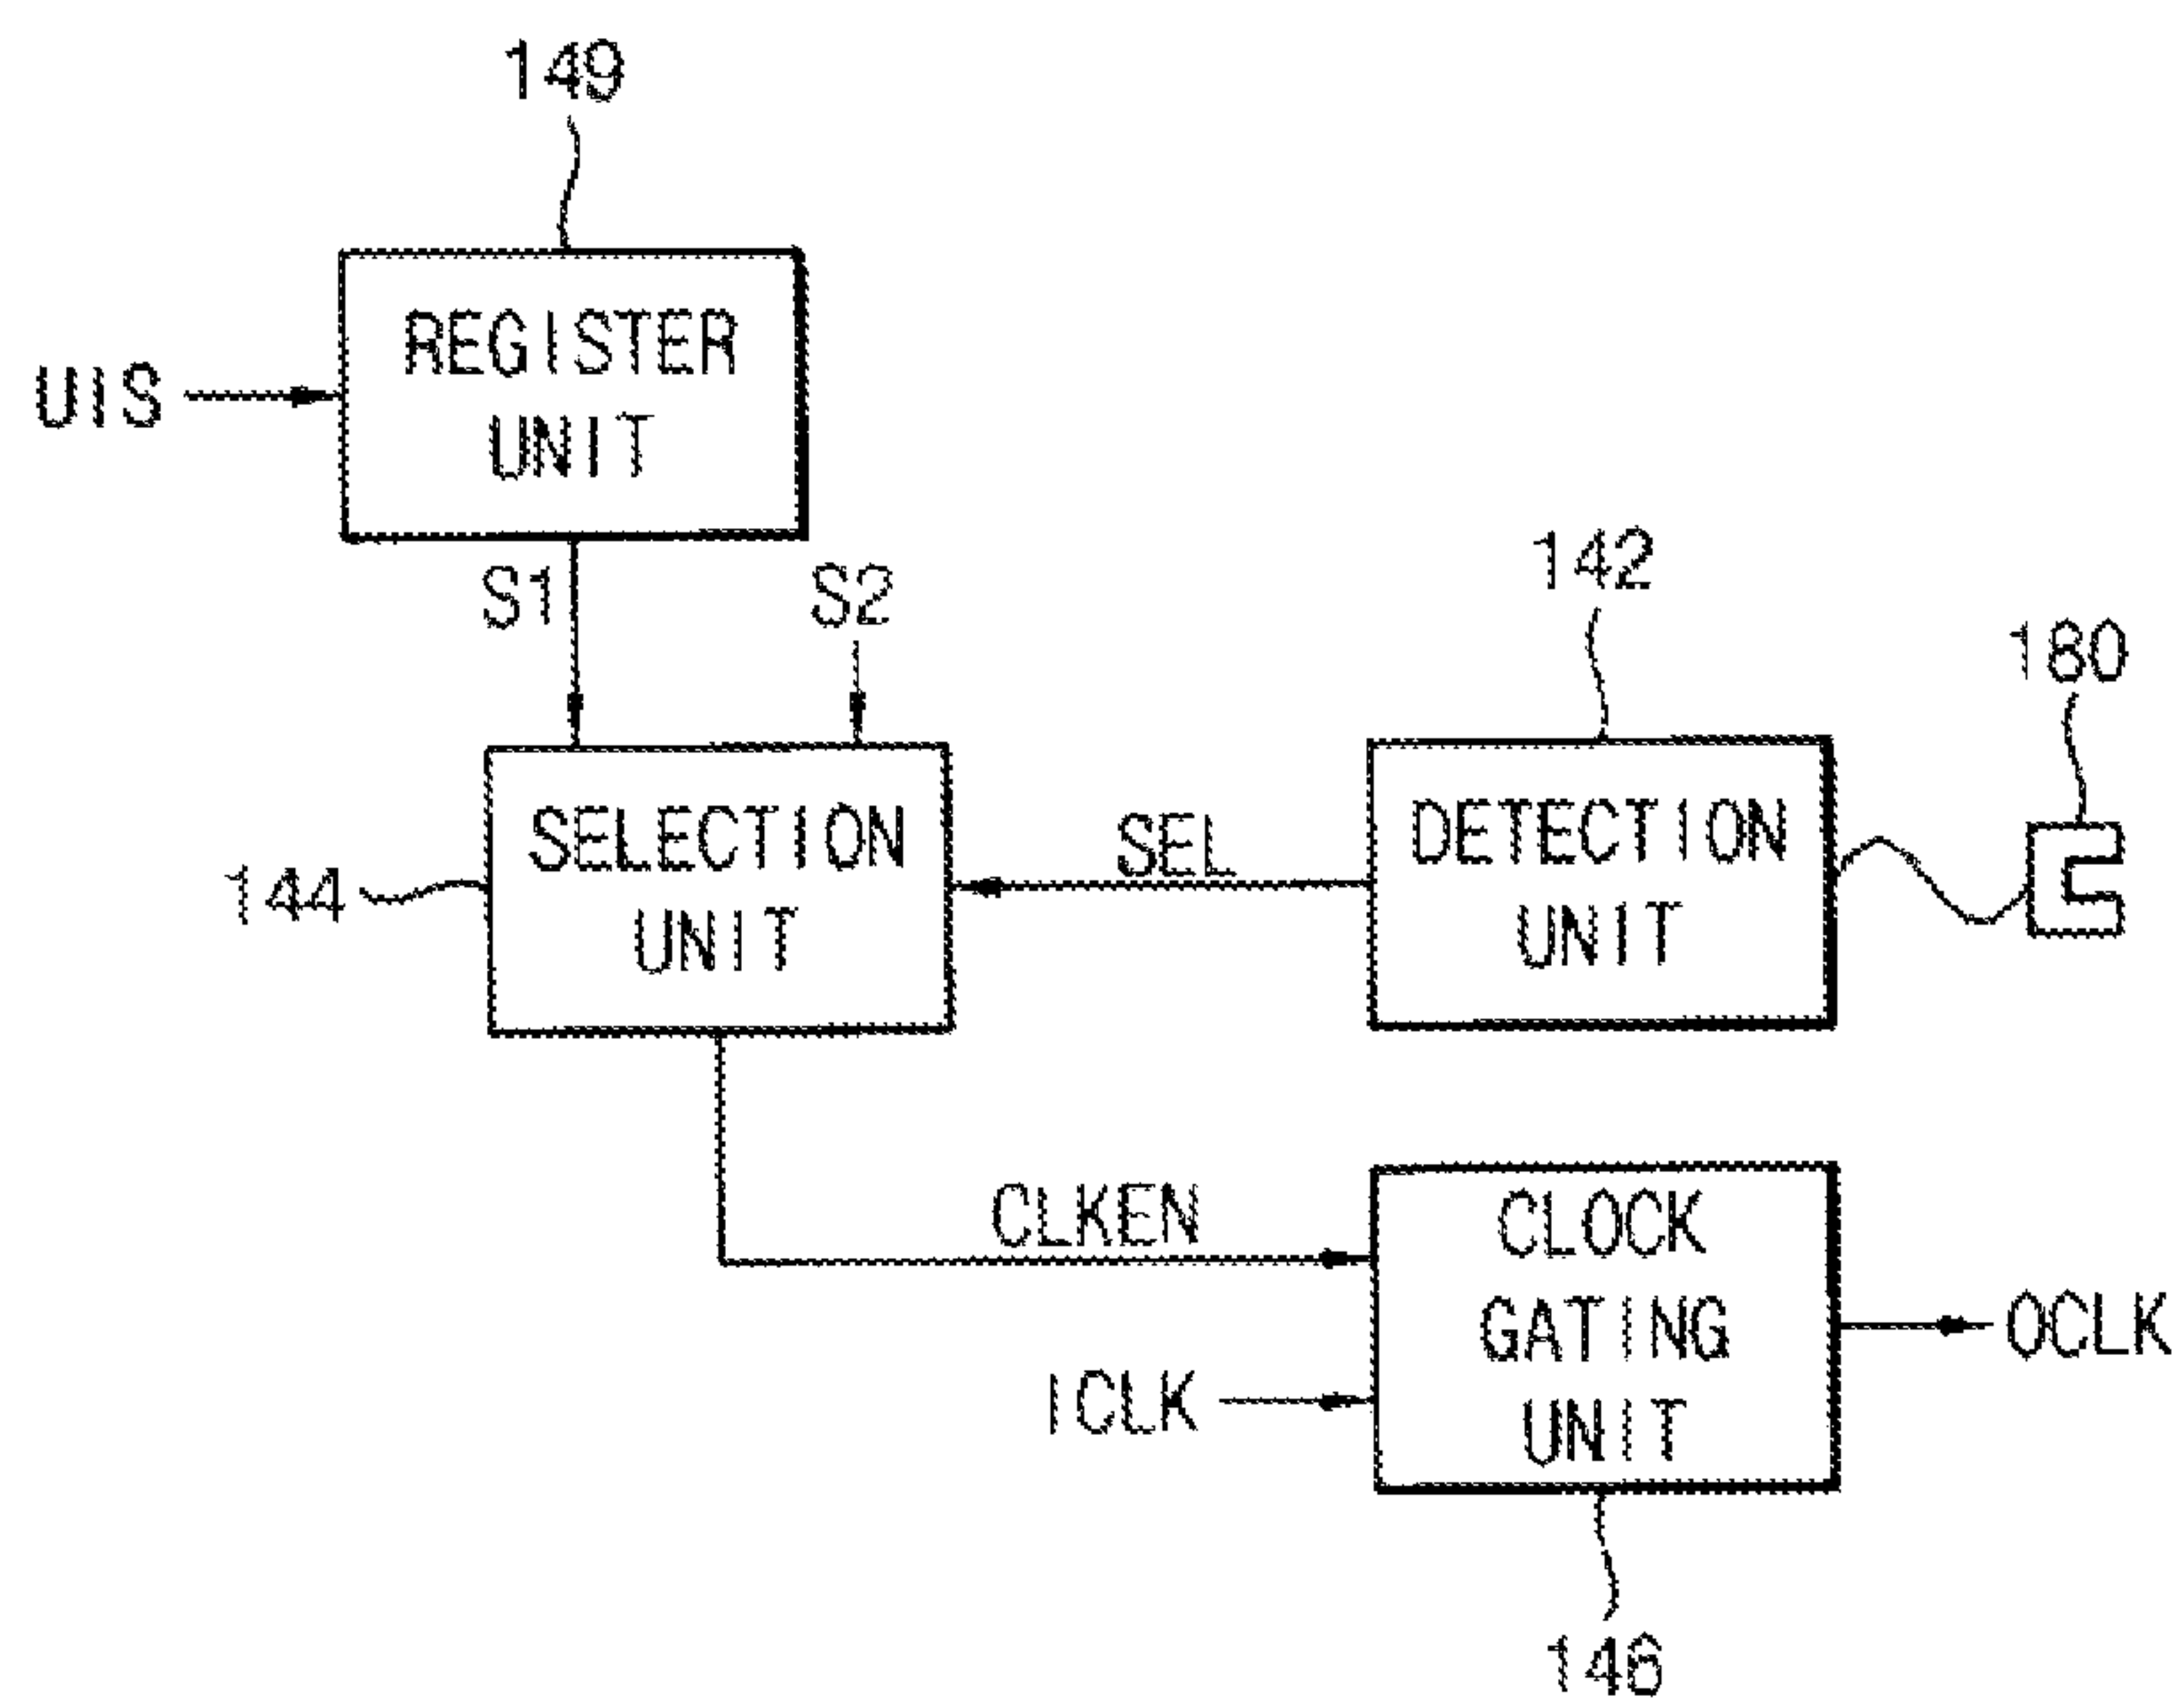 149
REGISTER
UNIT
UIS
S1
S2
142
180
SELECTION
UNIT
144
SEL
DETECTION
UNIT
CLKEN
CLOCK
GATING
UNIT
ICLK
OCLK
146